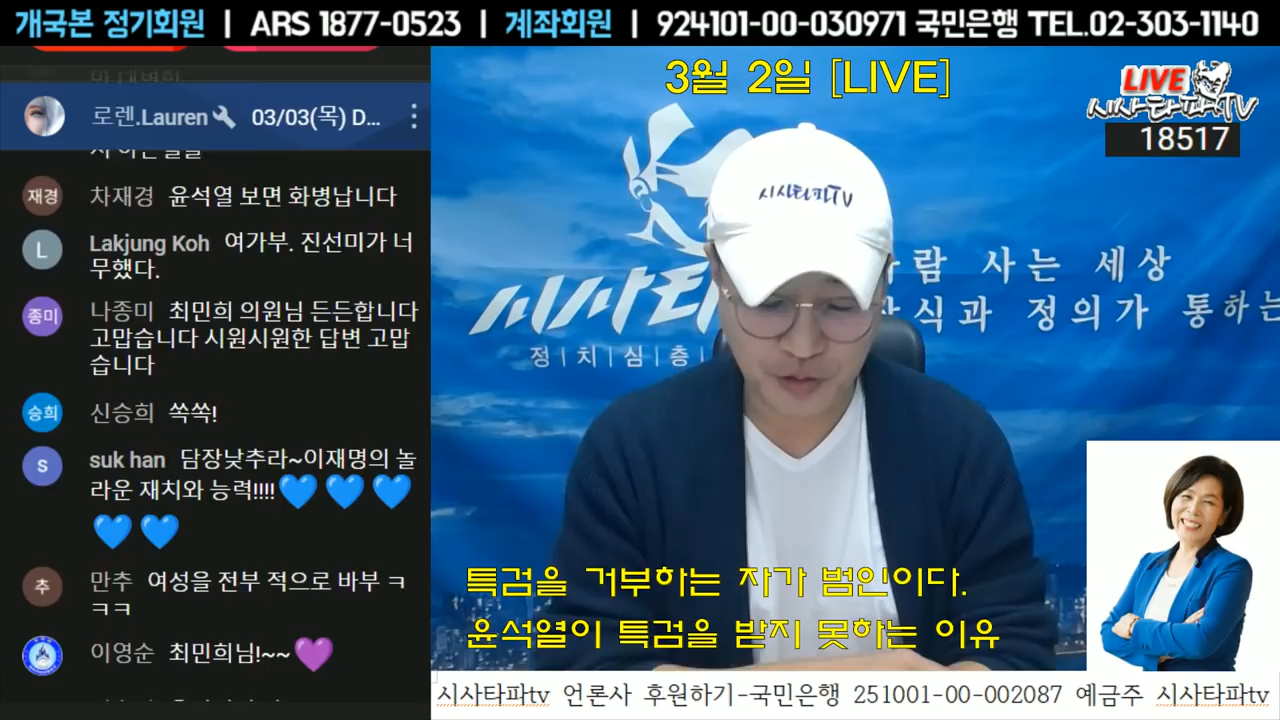 개국본 정기회원 | ARS 1877-0523 | 계좌회원 | 924101-00-030971 국민은행 TEL.02-303-1140
3월 2일 [LIVE]
LIVE
시사타파TV
18517
로렌.Lauren 03/03(목) D...
재경 차재경 윤석열 보면 화병납니다
L Lakjung Koh 여가부. 진선미가 너
무했다.
종미 나종미 최민희 의원님 든든합니다
고맙습니다 시원시원한 답변 고맙
습니다
승희 신승희 쏙쏙!
S suk han 담장낮추라~이재명의 놀
라운 재치와 능력!!!!💙💙💙
💙💙
추 만추 여성을 전부 적으로 바부 ㅋ
ㅋㅋ
이영순 최민희님!~~💜
시사타파TV
시사타
정|치|심|층|
람 사는 세상
상식과 정의가 통하는
특검을 거부하는 자가 범인이다.
윤석열이 특검을 받지 못하는 이유
시사타파tv 언론사 후원하기-국민은행 251001-00-002087 예금주 시사타파tv